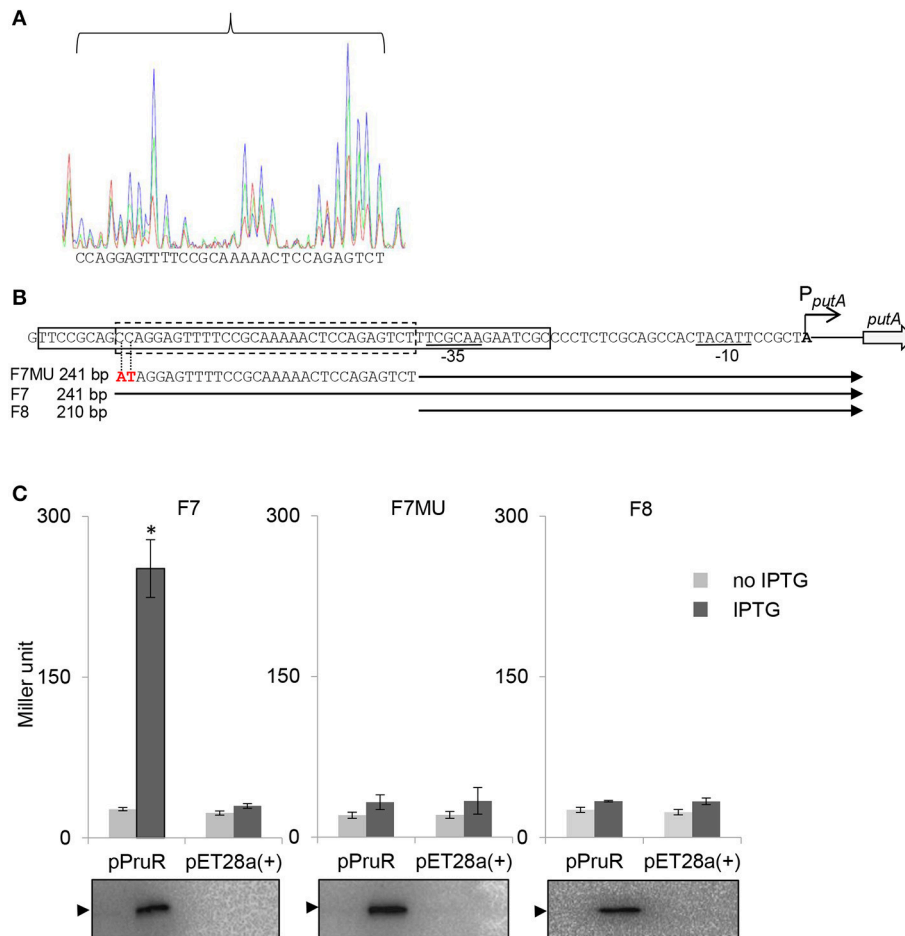 A
CCAGGAGTTTTCCGCAAAAACTCCAGAGTCT
B
P putA
putA
GTTCCGCAGCCAGGAGTTTTCCGCAAAAACTCCAGAGTCTTTCGCAAGAATCGCCCCTCTCGCAGCCACTACATTCCGCTA
-35 -10
F7MU 241 bp ATAGGAGTTTTCCGCAAAAACTCCAGAGTCT
F7 241 bp
F8 210 bp
C
F7 F7MU F8
300 300 300
*
no IPTG
IPTG
150 150 150
Miller unit
0 0 0
pPruR pET28a(+) pPruR pET28a(+) pPruR pET28a(+)